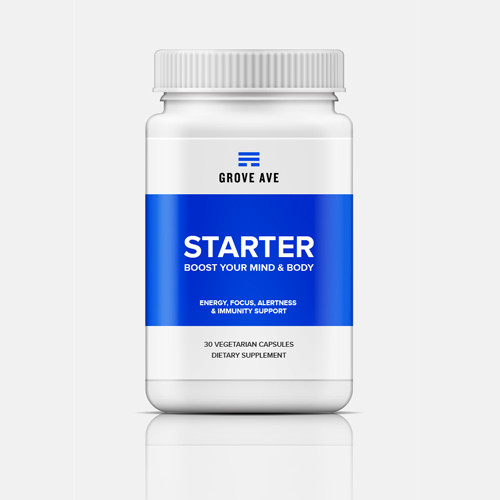 GROVE AVE
STARTER
BOOST YOUR MIND & BODY
ENERGY, FOCUS, ALERTNESS
& IMMUNITY SUPPORT
30 VEGETARIAN CAPSULES
DIETARY SUPPLEMENT